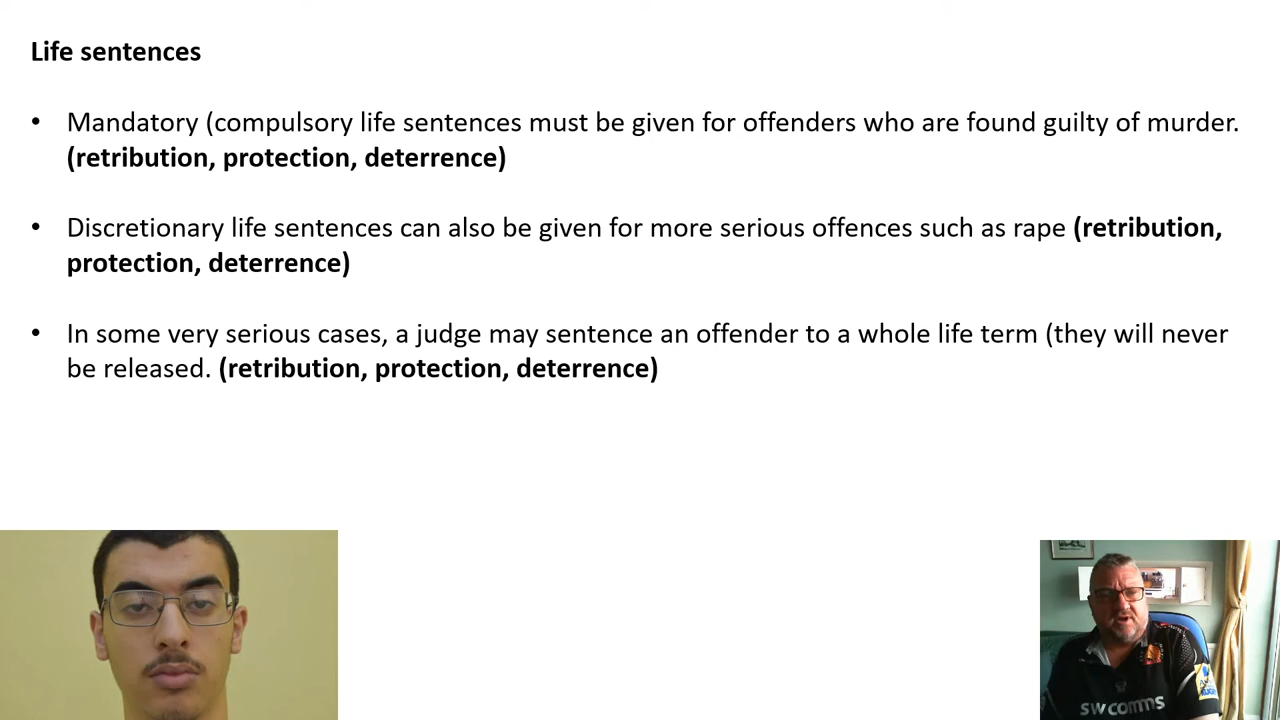 Life sentences
• Mandatory (compulsory life sentences must be given for offenders who are found guilty of murder.
(retribution, protection, deterrence)
• Discretionary life sentences can also be given for more serious offences such as rape (retribution,
protection, deterrence)
• In some very serious cases, a judge may sentence an offender to a whole life term (they will never
be released. (retribution, protection, deterrence)
sw comms